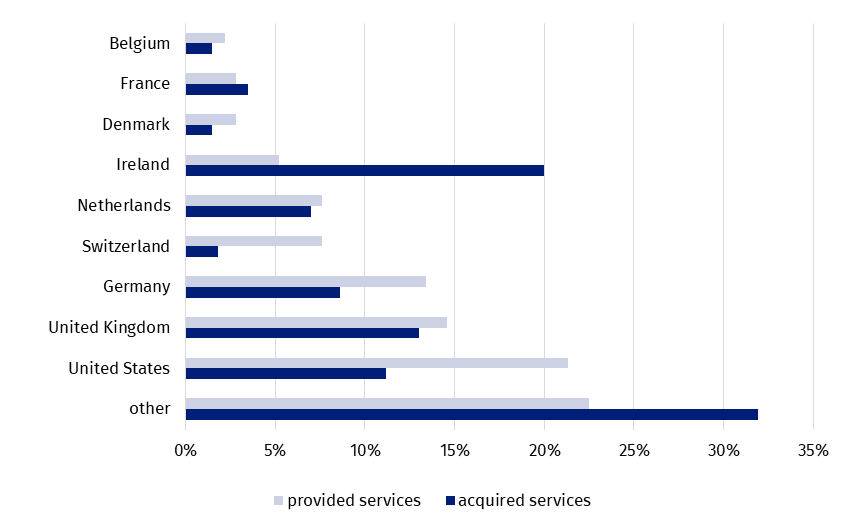 Belgium
France
Denmark
Ireland
Netherlands
Switzerland
Germany
United Kingdom
United States
other
0% 5% 10% 15% 20% 25% 30% 35%
provided services acquired services